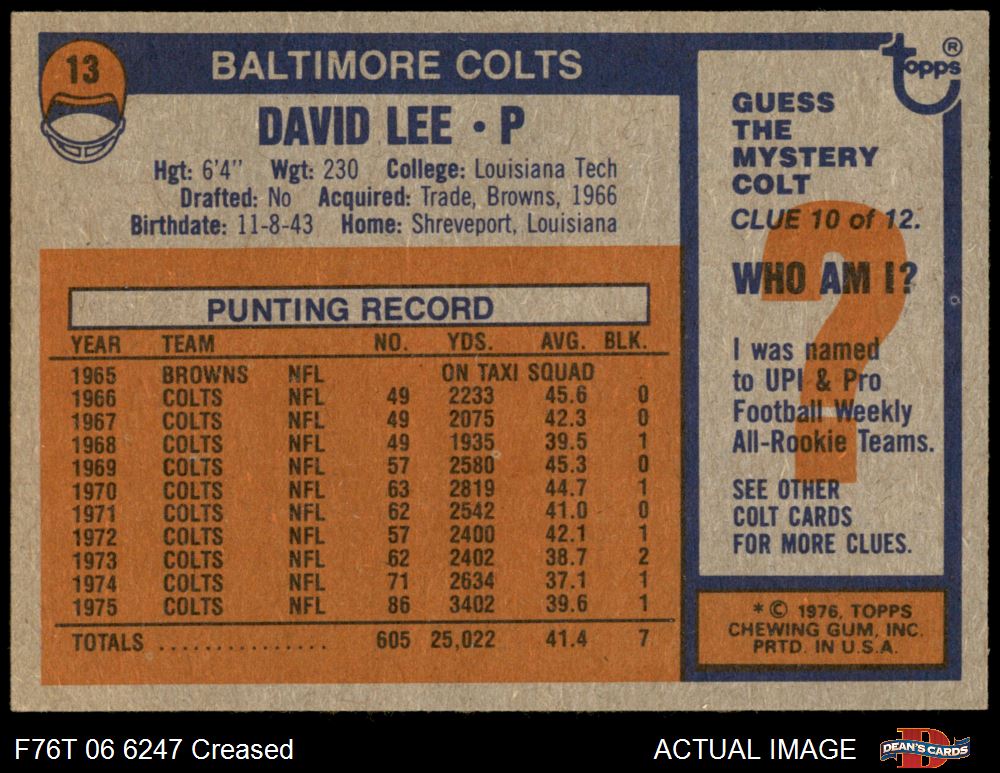 13
BALTIMORE COLTS
DAVID LEE • P
Hgt: 6'4" Wgt: 230 College: Louisiana Tech
Drafted: No Acquired: Trade, Browns, 1966
Birthdate: 11-8-43 Home: Shreveport, Louisiana
PUNTING RECORD
YEAR TEAM NO. YDS. AVG. BLK.
1965 BROWNS NFL ON TAXI SQUAD
1966 COLTS NFL 49 2233 45.6 0
1967 COLTS NFL 49 2075 42.3 0
1968 COLTS NFL 49 1935 39.5 1
1969 COLTS NFL 57 2580 45.3 0
1970 COLTS NFL 63 2819 44.7 1
1971 COLTS NFL 62 2542 41.0 0
1972 COLTS NFL 57 2400 42.1 1
1973 COLTS NFL 62 2402 38.7 2
1974 COLTS NFL 71 2634 37.1 1
1975 COLTS NFL 86 3402 39.6 1
TOTALS ............... 605 25,022 41.4 7
topps ®
GUESS
THE
MYSTERY
COLT
CLUE 10 of 12.
?
WHO AM I?
I was named
to UPI & Pro
Football Weekly
All-Rookie Teams.
SEE OTHER
COLT CARDS
FOR MORE CLUES.
* © 1976, TOPPS
CHEWING GUM, INC.
PRTD. IN U.S.A.
F76T 06 6247 Creased
ACTUAL IMAGE
D
DEAN'S CARDS